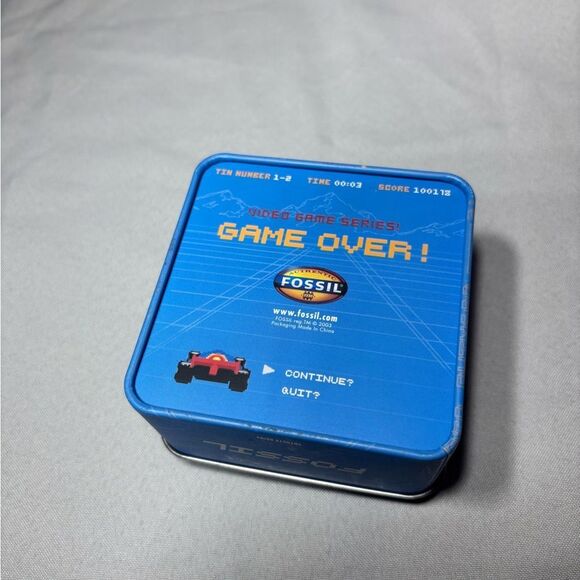 TIN NUMBER 1-2 TIME 00:03 SCORE 100178
VIDEO GAME SERIES!
GAME OVER!
AUTHENTIC
FOSSIL
www.fossil.com
FOSSIL reg.TM © 2003
Packaging Made in China
CONTINUE?
QUIT?
FOSSIL